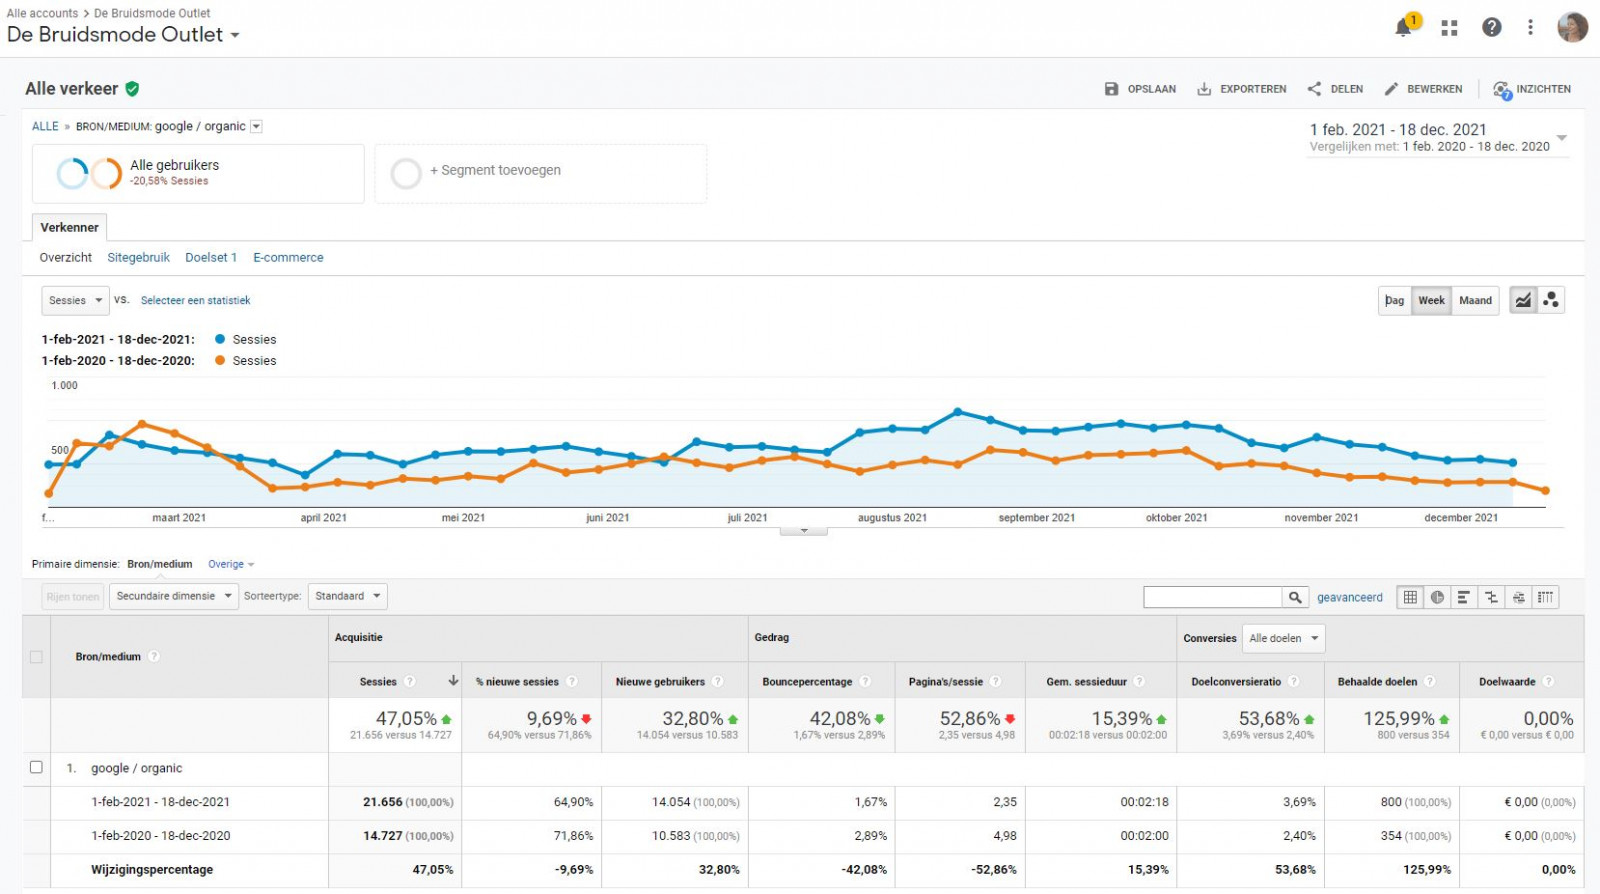 Alle accounts > De Bruidsmode Outlet
De Bruidsmode Outlet
1
Alle verkeer
OPSLAAN EXPORTEREN DELEN BEWERKEN 7 INZICHTEN
ALLE » BRON/MEDIUM: google / organic
1 feb. 2021 - 18 dec. 2021
Vergelijken met: 1 feb. 2020 - 18 dec. 2020
Alle gebruikers
-20,58% Sessies
+ Segment toevoegen
Verkenner
Overzicht Sitegebruik Doelset 1 E-commerce
Sessies vs. Selecteer een statistiek
Dag Week Maand
1-feb-2021 - 18-dec-2021: Sessies
1-feb-2020 - 18-dec-2020: Sessies
1.000
500
f... maart 2021 april 2021 mei 2021 juni 2021 juli 2021 augustus 2021 september 2021 oktober 2021 november 2021 december 2021
Primaire dimensie: Bron/medium Overige
Rijen tonen Secundaire dimensie Sorteertype: Standaard geavanceerd
Bron/medium ? Acquisitie Gedrag Conversies Alle doelen
Sessies ? % nieuwe sessies ? Nieuwe gebruikers ? Bouncepercentage ? Pagina's/sessie ? Gem. sessieduur ? Doelconversieratio ? Behaalde doelen ? Doelwaarde ?
47,05% 9,69% 32,80% 42,08% 52,86% 15,39% 53,68% 125,99% 0,00%
21.656 versus 14.727 64,90% versus 71,86% 14.054 versus 10.583 1,67% versus 2,89% 2,35 versus 4,98 00:02:18 versus 00:02:00 3,69% versus 2,40% 800 versus 354 € 0,00 versus € 0,00
1. google / organic
1-feb-2021 - 18-dec-2021 21.656 (100,00%) 64,90% 14.054 (100,00%) 1,67% 2,35 00:02:18 3,69% 800 (100,00%) € 0,00 (0,00%)
1-feb-2020 - 18-dec-2020 14.727 (100,00%) 71,86% 10.583 (100,00%) 2,89% 4,98 00:02:00 2,40% 354 (100,00%) € 0,00 (0,00%)
Wijzigingspercentage 47,05% -9,69% 32,80% -42,08% -52,86% 15,39% 53,68% 125,99% 0,00%